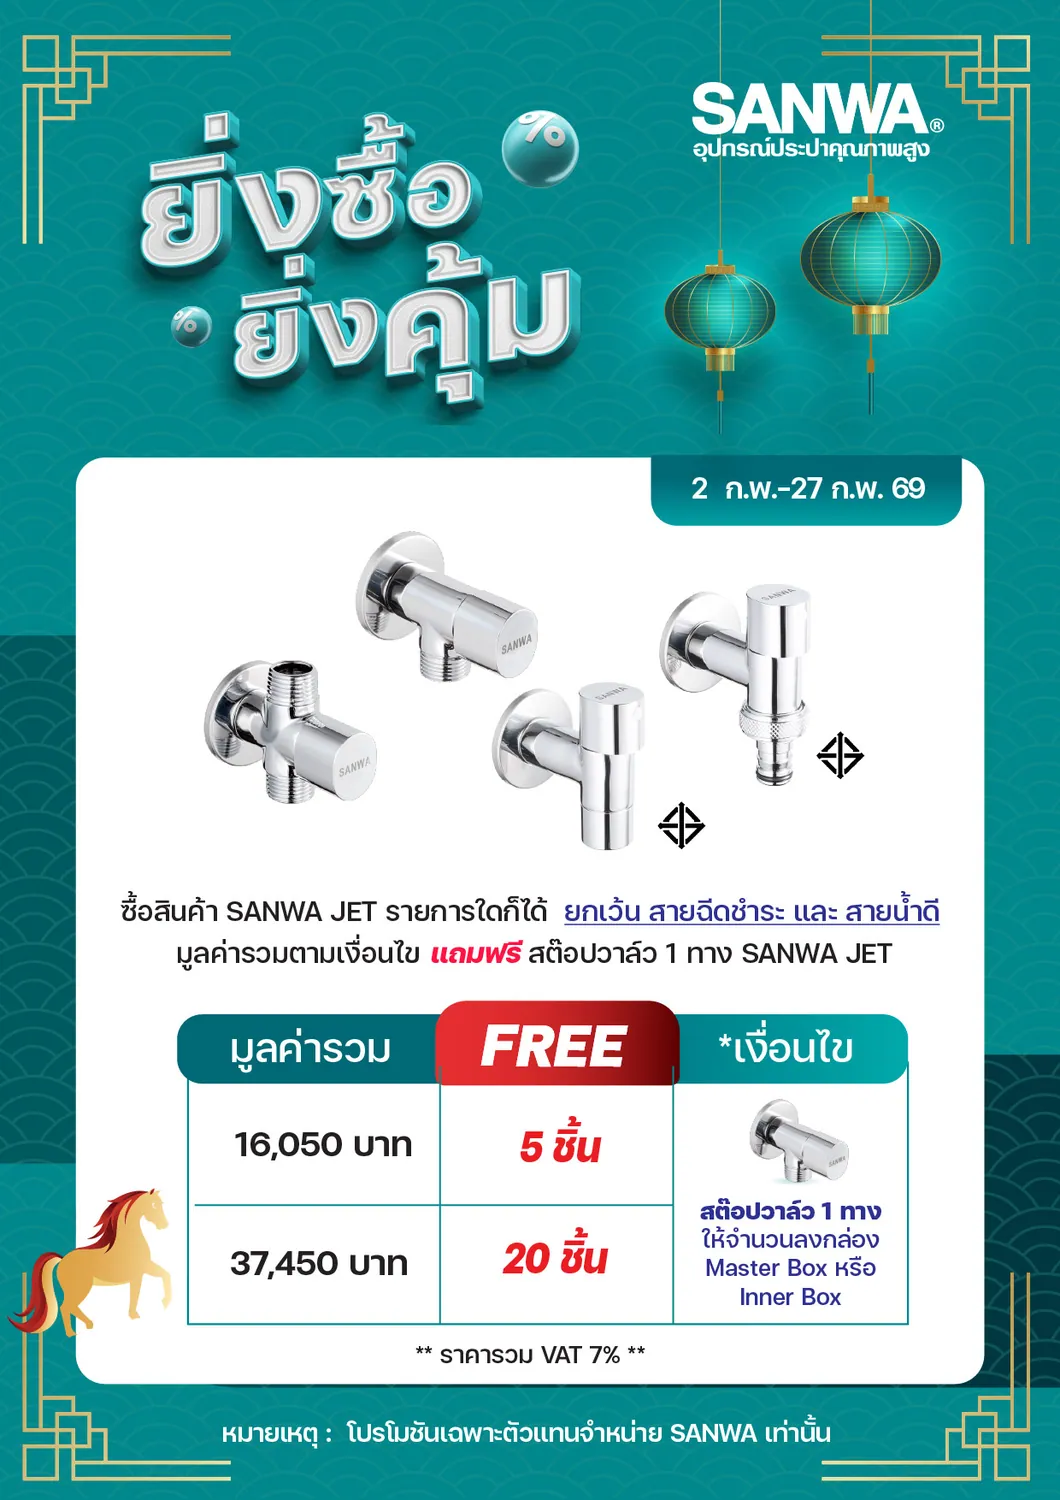 SANWA®
อุปกรณ์ประปาคุณภาพสูง
%
ยิ่งซื้อ
%
ยิ่งคุ้ม
2 ก.พ.-27 ก.พ. 69
SANWA
SANWA
SANWA
SANWA
ซื้อสินค้า SANWA JET รายการใดก็ได้ ยกเว้น สายฉีดชำระ และ สายน้ำดี
มูลค่ารวมตามเงื่อนไข แถมฟรี สต๊อปวาล์ว 1 ทาง SANWA JET
มูลค่ารวม FREE *เงื่อนไข
16,050 บาท 5 ชิ้น
SANWA
37,450 บาท 20 ชิ้น
สต๊อปวาล์ว 1 ทาง
ให้จำนวนลงกล่อง
Master Box หรือ
Inner Box
** ราคารวม VAT 7% **
หมายเหตุ : โปรโมชันเฉพาะตัวแทนจำหน่าย SANWA เท่านั้น